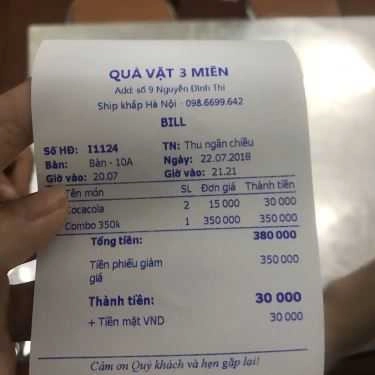 QUÀ VẶT 3 MIỀN
Add: số 9 Nguyễn Đình Thi
Ship khắp Hà Nội - 098.6699.642
BILL
Số HĐ: 11124 TN: Thu ngân chiều
Bàn: Bàn - 10A Ngày: 22.07.2018
Giờ vào: 20.07 Giờ vào: 21.21
Tên món SL Đơn giá Thành tiền
Cocacola 2 15 000 30 000
Combo 350k 1 350 000 350 000
Tổng tiền: 380 000
Tiền phiếu giảm 350 000
giá
Thành tiền: 30 000
+ Tiền mặt VND 30 000
Cảm ơn Quý khách và hẹn gặp lại!